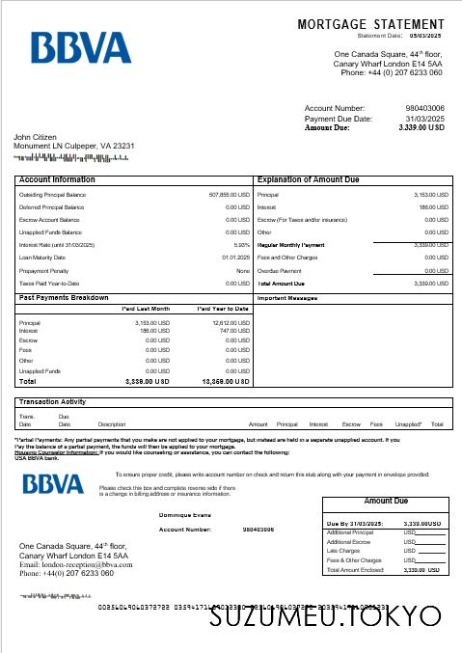 BBVA
MORTGAGE STATEMENT
Statement Date: 05/03/2025
One Canada Square, 44th floor,
Canary Wharf London E14 5AA
Phone: +44 (0) 207 6233 060
Account Number: 980403006
Payment Due Date: 31/03/2025
Amount Due: 3.339.00 USD
John Citizen
Monument LN Culpeper, VA 23231
Account Information
Outsiding Principal Balance 607,855.00 USD
Deferred Principal Balance 0.00 USD
Escrow Account Balance 0.00 USD
Unapplied Funds Balance 0.00 USD
Interest Rate (until 31/03/2025) 5.93%
Loan Maturity Date 01.01.2025
Prepayment Penalty None
Taxes Paid Year-to-Date 0.00 USD
Explanation of Amount Due
Principal 3,153.00 USD
Interest 186.00 USD
Escrow (For Taxes and/or insurance) 0.00 USD
Other 0.00 USD
Regular Monthly Payment 3,339.00 USD
Fees and Other Charges 0.00 USD
Overdue Payment 0.00 USD
Total Amount Due 3,339.00 USD
Past Payments Breakdown
Paid Last Month Paid Year to Date
Principal 3,153.00 USD 12,612.00 USD
Interest 186.00 USD 747.00 USD
Escrow 0.00 USD 0.00 USD
Fees 0.00 USD 0.00 USD
Other 0.00 USD 0.00 USD
Unapplied Funds 0.00 USD 0.00 USD
Total 3,339.00 USD 13,359.00 USD
Important Messages
Transaction Activity
Trans. Date Due Date Description Amount Principal Interest Escrow Fees Unapplied* Total
*Partial Payments: Any partial payments that you make are not applied to your mortgage, but instead are held in a separate unapplied account. If you
Pay the balance of a partial payment, the funds will then be applied to your mortgage.
Housing Counselor Information: If you would like counseling or assistance, you can contact the following:
USA BBVA bank.
BBVA
To ensure proper credit, please write account number on check and return this stub along with your payment in envelope provided.
Please check this box and complete reverse side if there
is a change in billing address or insurance information.
Dominique Evans
Account Number: 980403006
Amount Due
Due By 31/03/2025: 3,339.00USD
Additional Principal USD
Additional Escrow USD
Late Charges USD
Fees & Other Charges USD
Total Amount Enclosed 3,339.00 USD
One Canada Square, 44th floor,
Canary Wharf London E14 5AA
Email: london-reception@bbva.com
Phone: +44(0) 207 6233 060
SUZUMEU.TOKYO